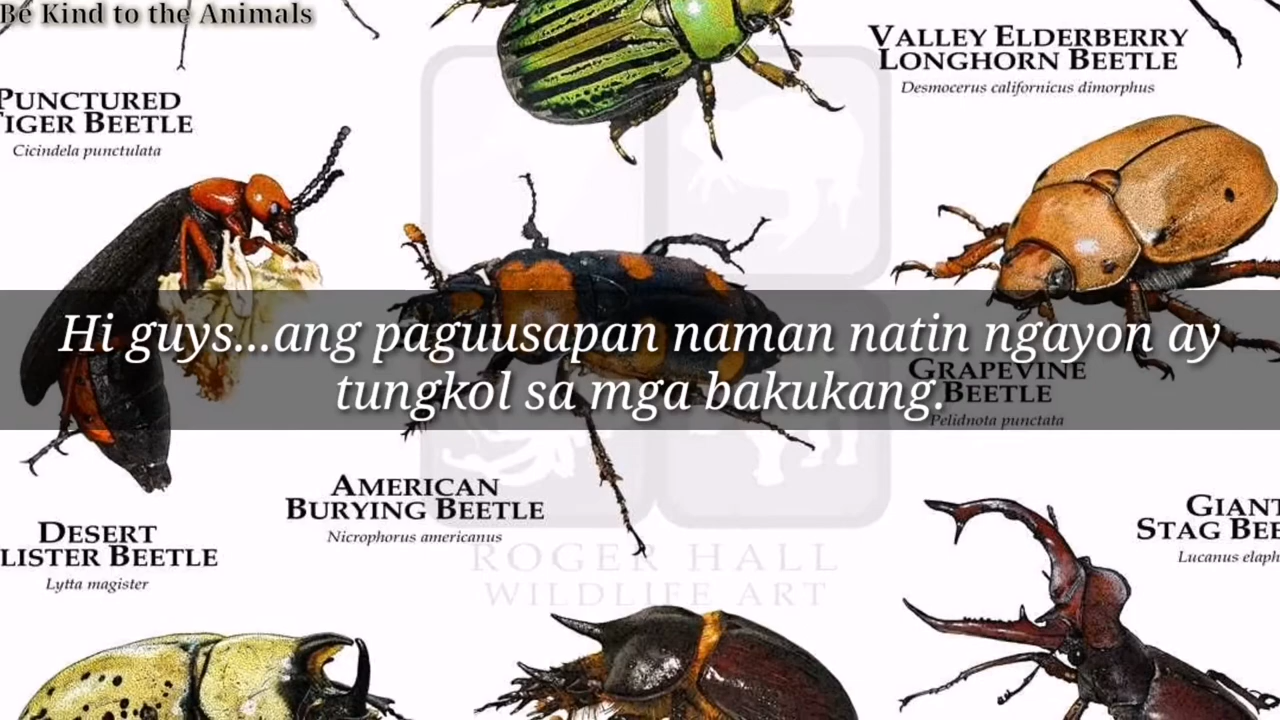 Be Kind to the Animals
VALLEY ELDERBERRY
LONGHORN BEETLE
Desmocerus californicus dimorphus
PUNCTURED
TIGER BEETLE
Cicindela punctulata
Hi guys...ang paguusapan naman natin ngayon ay
tungkol sa mga bakukang.
GRAPEVINE
BEETLE
Pelidnota punctata
AMERICAN
BURYING BEETLE
Nicrophorus americanus
DESERT
LISTER BEETLE
Lytta magister
GIANT
STAG BEE
Lucanus elaph
ROGER HALL
WILDLIFE ART